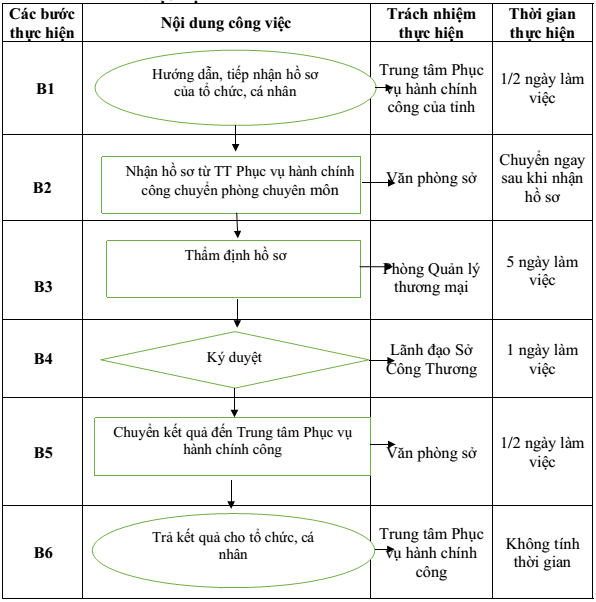 Các bước
thực hiện
Nội dung công việc
Trách nhiệm
thực hiện
Thời gian
thực hiện
B1
Hướng dẫn, tiếp nhận hồ sơ
của tổ chức, cá nhân
Trung tâm Phục
vụ hành chính
công của tỉnh
1/2 ngày làm
việc
B2
Nhận hồ sơ từ TT Phục vụ hành chính
công chuyển phòng chuyên môn
Văn phòng sở
Chuyển ngay
sau khi nhận
hồ sơ
B3
Thẩm định hồ sơ
Phòng Quản lý
thương mại
5 ngày làm
việc
B4
Ký duyệt
Lãnh đạo Sở
Công Thương
1 ngày làm
việc
B5
Chuyển kết quả đến Trung tâm Phục vụ
hành chính công
Văn phòng sở
1/2 ngày làm
việc
B6
Trả kết quả cho tổ chức, cá
nhân
Trung tâm Phục
vụ hành chính
công
Không tính
thời gian